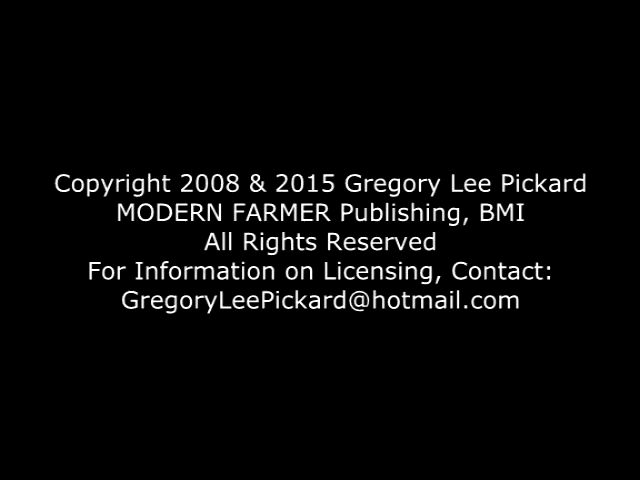 Copyright 2008 & 2015 Gregory Lee Pickard
MODERN FARMER Publishing, BMI
All Rights Reserved
For Information on Licensing, Contact:
GregoryLeePickard@hotmail.com